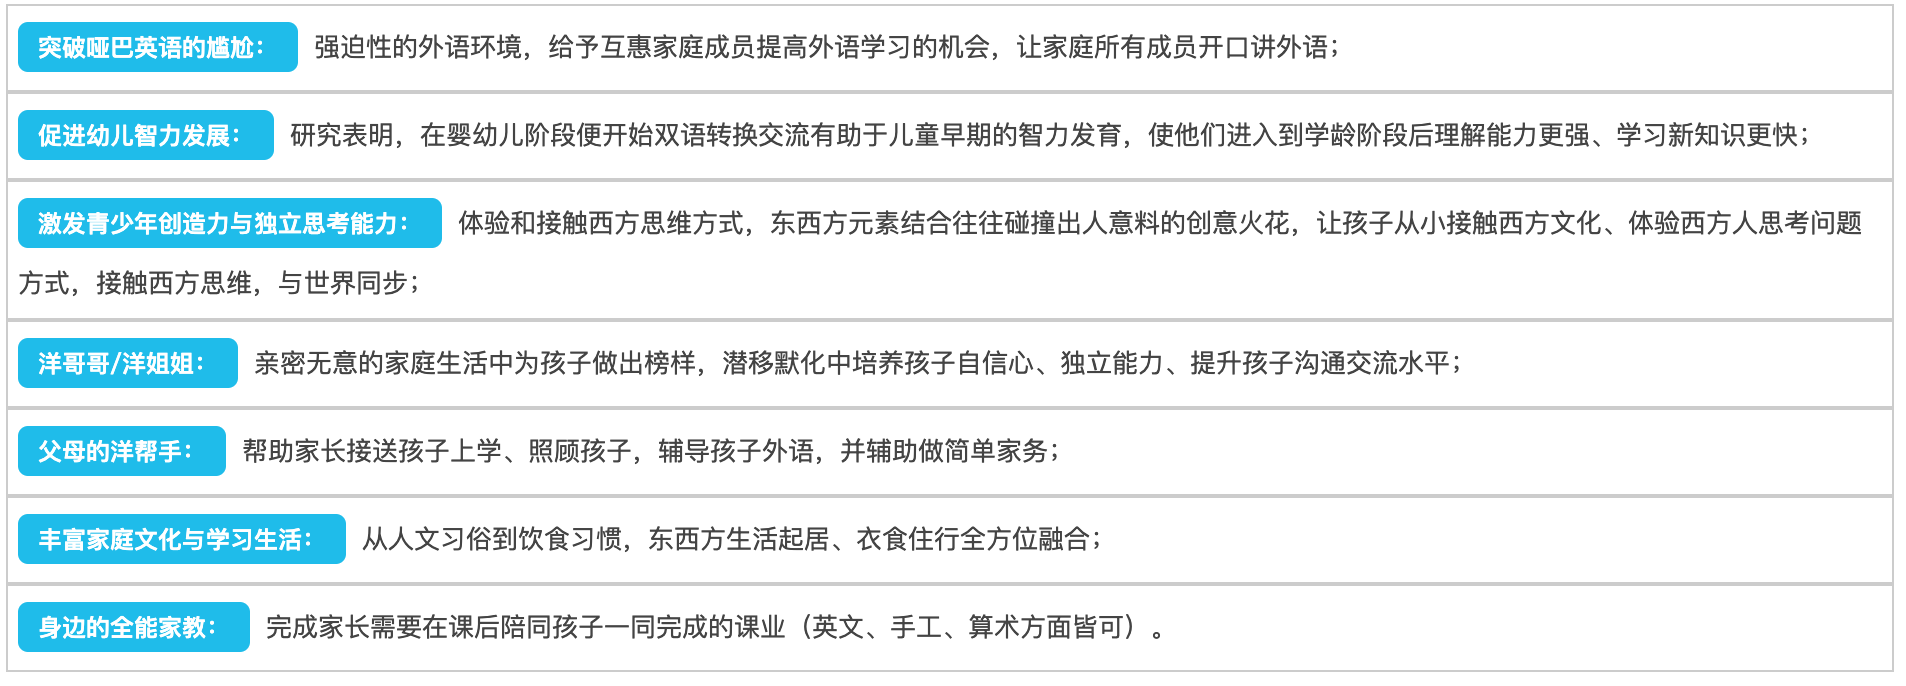 突破哑巴英语的尴尬： 强迫性的外语环境，给予互惠家庭成员提高外语学习的机会，让家庭所有成员开口讲外语；
促进幼儿智力发展： 研究表明，在婴幼儿阶段便开始双语转换交流有助于儿童早期的智力发育，使他们进入到学龄阶段后理解能力更强、学习新知识更快；
激发青少年创造力与独立思考能力： 体验和接触西方思维方式，东西方元素结合往往碰撞出人意料的创意火花，让孩子从小接触西方文化、体验西方人思考问题
方式，接触西方思维，与世界同步；
洋哥哥/洋姐姐： 亲密无意的家庭生活中为孩子做出榜样，潜移默化中培养孩子自信心、独立能力、提升孩子沟通交流水平；
父母的洋帮手： 帮助家长接送孩子上学、照顾孩子，辅导孩子外语，并辅助做简单家务；
丰富家庭文化与学习生活： 从人文习俗到饮食习惯，东西方生活起居、衣食住行全方位融合；
身边的全能家教： 完成家长需要在课后陪同孩子一同完成的课业（英文、手工、算术方面皆可）。